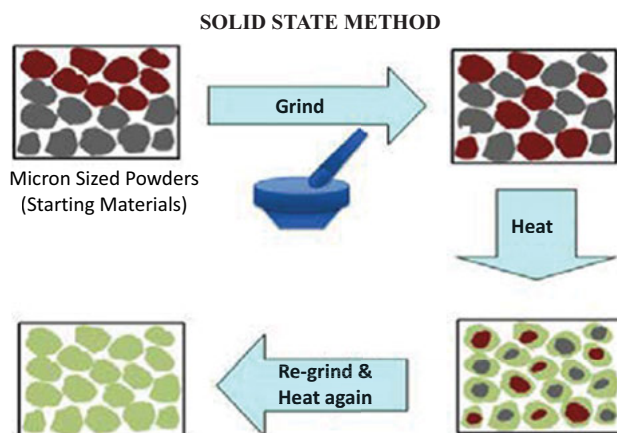 SOLID STATE METHOD
Grind
Micron Sized Powders
(Starting Materials)
Heat
Re-grind &
Heat again